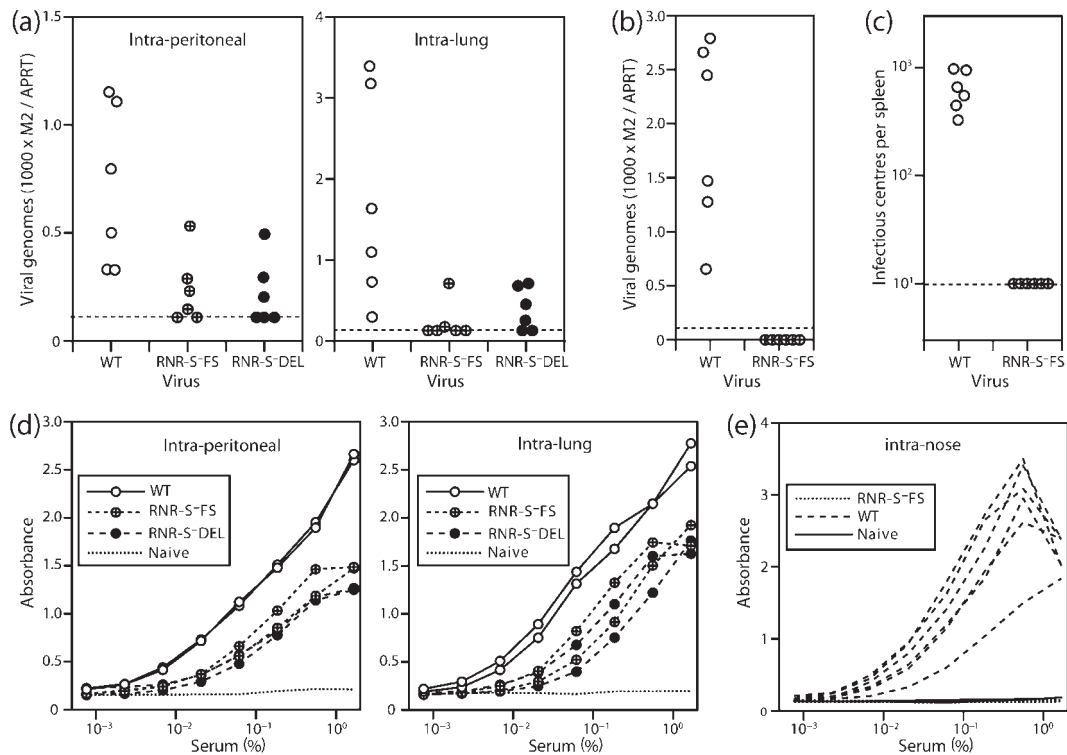 (a)
1.5
Intra-peritoneal
1.0
0.5
0
Viral genomes (1000 x M2 / APRT)
WT
RNR-S⁻FS
RNR-S⁻DEL
Virus
4
Intra-lung
3
2
1
0
WT
RNR-S⁻FS
RNR-S⁻DEL
Virus
(b)
3.0
2.5
2.0
1.5
1.0
0.5
0
Viral genomes (1000 x M2 / APRT)
WT
RNR-S⁻FS
Virus
(c)
10³
10²
10¹
Infectious centres per spleen
WT
RNR-S⁻FS
Virus
(d)
3.0
Intra-peritoneal
2.5
2.0
1.5
1.0
0.5
0
Absorbance
WT
RNR-S⁻FS
RNR-S⁻DEL
Naive
10⁻³
10⁻²
10⁻¹
10⁰
Serum (%)
3.0
Intra-lung
2.5
2.0
1.5
1.0
0.5
0
WT
RNR-S⁻FS
RNR-S⁻DEL
Naive
10⁻³
10⁻²
10⁻¹
10⁰
Serum (%)
(e)
4
intra-nose
3
2
1
0
Absorbance
RNR-S⁻FS
WT
Naive
10⁻³
10⁻²
10⁻¹
10⁰
Serum (%)